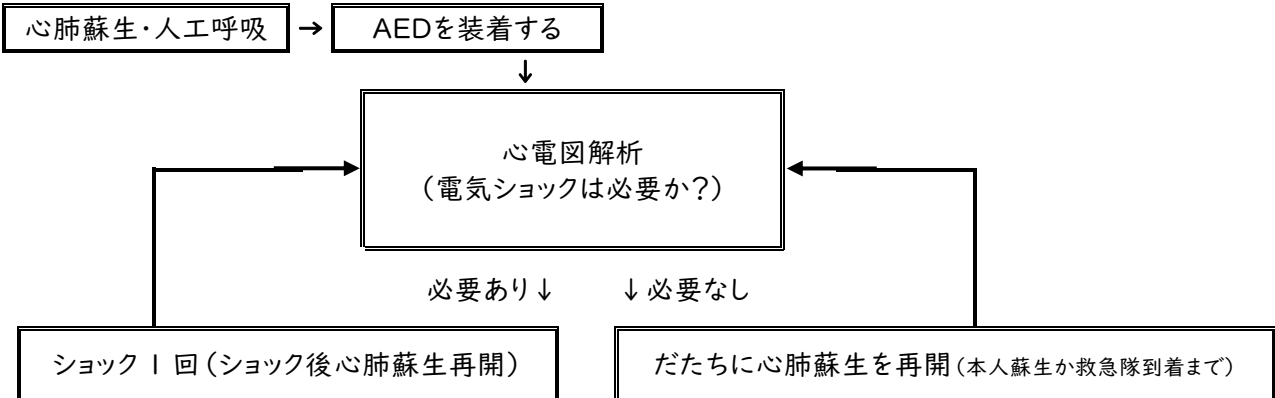 心肺蘇生・人工呼吸 → AEDを装着する
↓
心電図解析
(電気ショックは必要か?)
必要あり↓ ↓必要なし
ショック1回(ショック後心肺蘇生再開) だたちに心肺蘇生を再開(本人蘇生か救急隊到着まで)